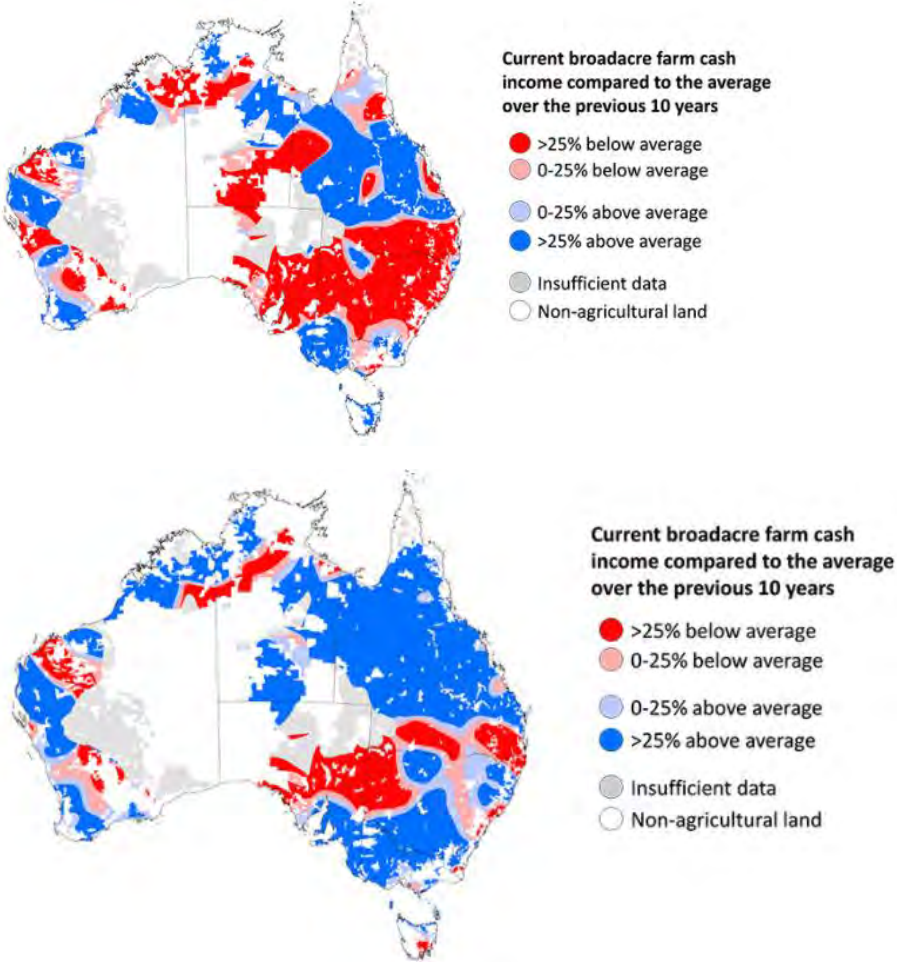 Current broadacre farm cash
income compared to the average
over the previous 10 years
>25% below average
0-25% below average
0-25% above average
>25% above average
Insufficient data
Non-agricultural land
Current broadacre farm cash
income compared to the average
over the previous 10 years
>25% below average
0-25% below average
0-25% above average
>25% above average
Insufficient data
Non-agricultural land